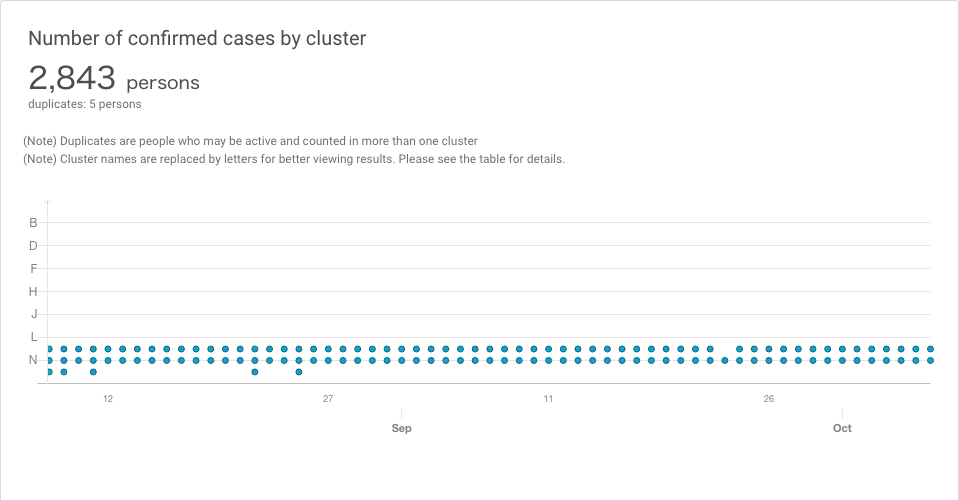 Number of confirmed cases by cluster
2,843 persons
duplicates: 5 persons
(Note) Duplicates are people who may be active and counted in more than one cluster
(Note) Cluster names are replaced by letters for better viewing results. Please see the table for details.
B
D
F
H
J
L
N
12 27 11 26
Sep Oct